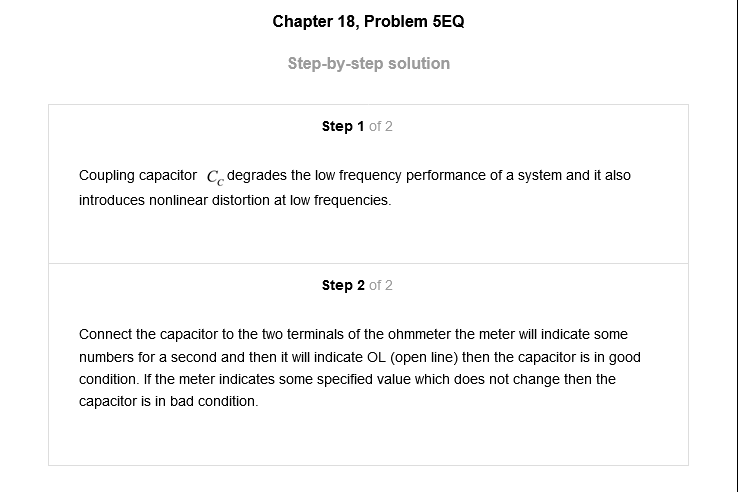 Chapter 18, Problem 5EQ
Step-by-step solution
Step 1 of 2
Coupling capacitor C_c degrades the low frequency performance of a system and it also
introduces nonlinear distortion at low frequencies.
Step 2 of 2
Connect the capacitor to the two terminals of the ohmmeter the meter will indicate some
numbers for a second and then it will indicate OL (open line) then the capacitor is in good
condition. If the meter indicates some specified value which does not change then the
capacitor is in bad condition.